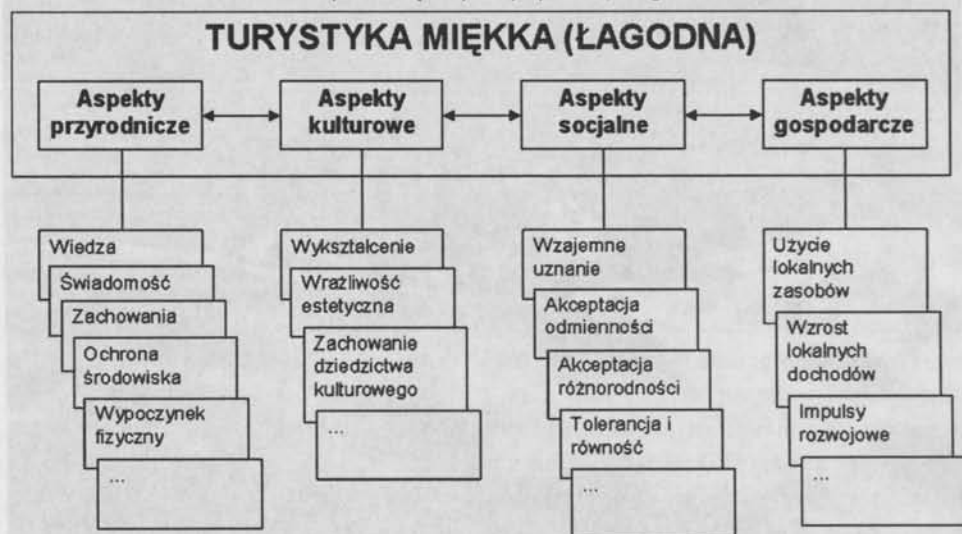 TURYSTYKA MIĘKKA (ŁAGODNA)
Aspekty
przyrodnicze
Aspekty
kulturowe
Aspekty
socjalne
Aspekty
gospodarcze
Wiedza
Świadomość
Zachowania
Ochrona
środowiska
Wypoczynek
fizyczny
...
Wykształcenie
Wrażliwość
estetyczna
Zachowanie
dziedzictwa
kulturowego
...
Wzajemne
uznanie
Akceptacja
odmienności
Akceptacja
różnorodności
Tolerancja i
równość
...
Użycie
lokalnych
zasobów
Wzrost
lokalnych
dochodów
Impulsy
rozwojowe
...